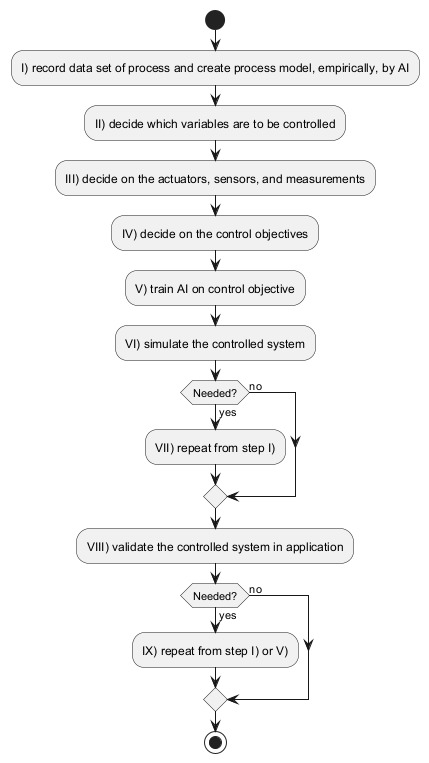 I) record data set of process and create process model, empirically, by AI
II) decide which variables are to be controlled
III) decide on the actuators, sensors, and measurements
IV) decide on the control objectives
V) train AI on control objective
VI) simulate the controlled system
Needed?
no
yes
VII) repeat from step I)
VIII) validate the controlled system in application
Needed?
no
yes
IX) repeat from step I) or V)